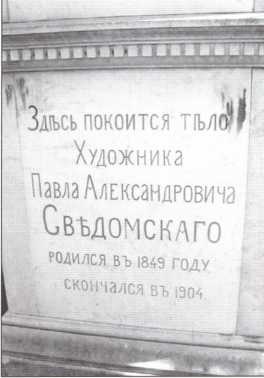 Здѣсь покоится тѣло
Художника
Павла Александровича
Свѣдомскаго
родился въ 1849 году
скончался въ 1904